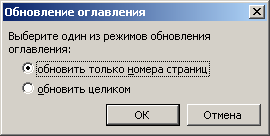 Обновление оглавления
Выберите один из режимов обновления
оглавления:
обновить только номера страниц
обновить целиком
ОК
Отмена